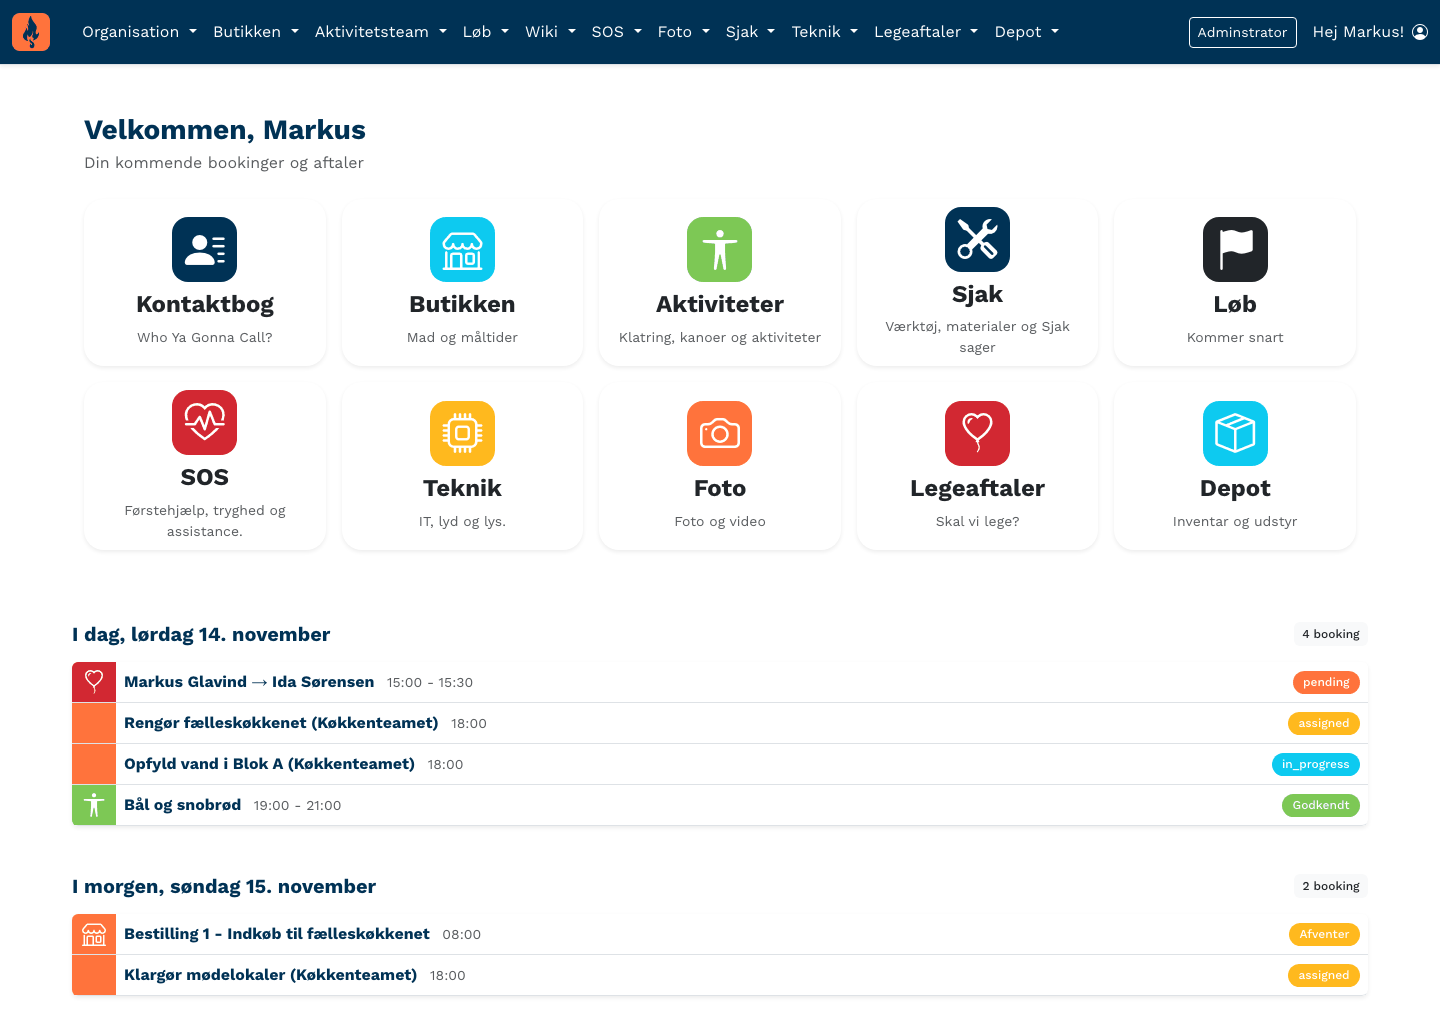 Organisation Butikken Aktivitetsteam Løb Wiki SOS Foto Sjak Teknik Legeaftaler Depot Adminstrator Hej Markus!
Velkommen, Markus
Din kommende bookinger og aftaler
Kontaktbog
Who Ya Gonna Call?
Butikken
Mad og måltider
Aktiviteter
Klatring, kanoer og aktiviteter
Sjak
Værktøj, materialer og Sjak
sager
Løb
Kommer snart
SOS
Førstehjælp, tryghed og
assistance.
Teknik
IT, lyd og lys.
Foto
Foto og video
Legeaftaler
Skal vi lege?
Depot
Inventar og udstyr
I dag, lørdag 14. november 4 booking
Markus Glavind → Ida Sørensen 15:00 - 15:30 pending
Rengør fælleskøkkenet (Køkkenteamet) 18:00 assigned
Opfyld vand i Blok A (Køkkenteamet) 18:00 in_progress
Bål og snobrød 19:00 - 21:00 Godkendt
I morgen, søndag 15. november 2 booking
Bestilling 1 - Indkøb til fælleskøkkenet 08:00 Afventer
Klargør mødelokaler (Køkkenteamet) 18:00 assigned